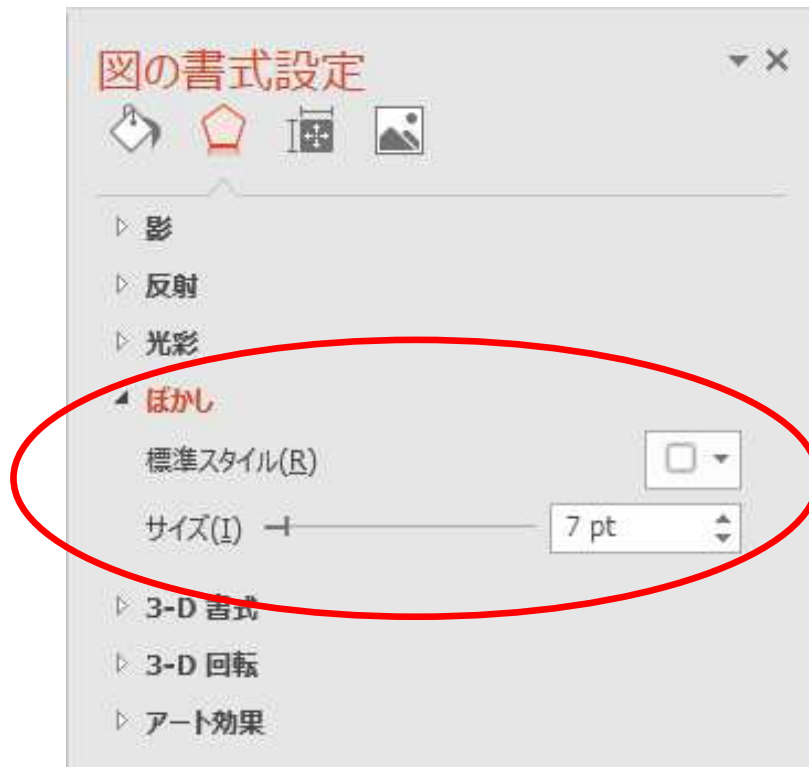 図の書式設定
影
反射
光彩
ぼかし
標準スタイル(R)
サイズ(I) 7 pt
3-D 書式
3-D 回転
アート効果